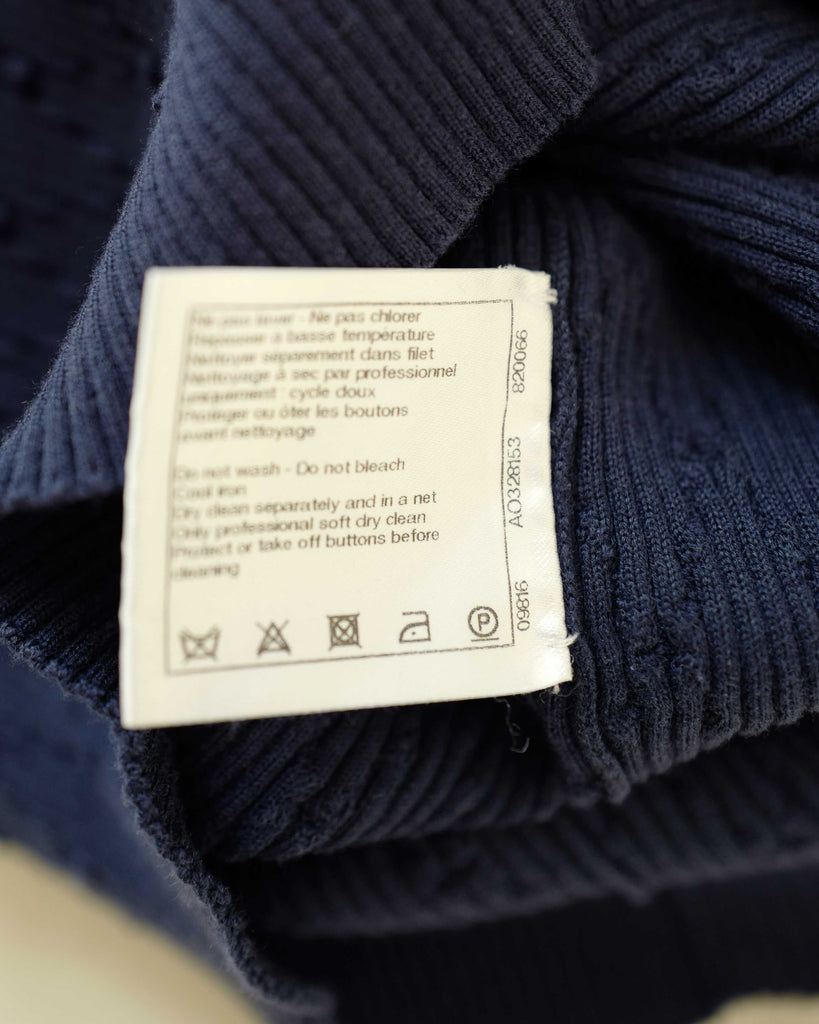 Ne pas laver - Ne pas chlorer
Repasser à basse température
Nettoyer séparément dans filet
Nettoyage à sec par professionnel
uniquement : cycle doux
Protéger ou ôter les boutons
avant nettoyage
Do not wash - Do not bleach
Cool iron
Dry clean separately and in a net
Only professional soft dry clean
Protect or take off buttons before
cleaning
P
09816
AO328153
820066